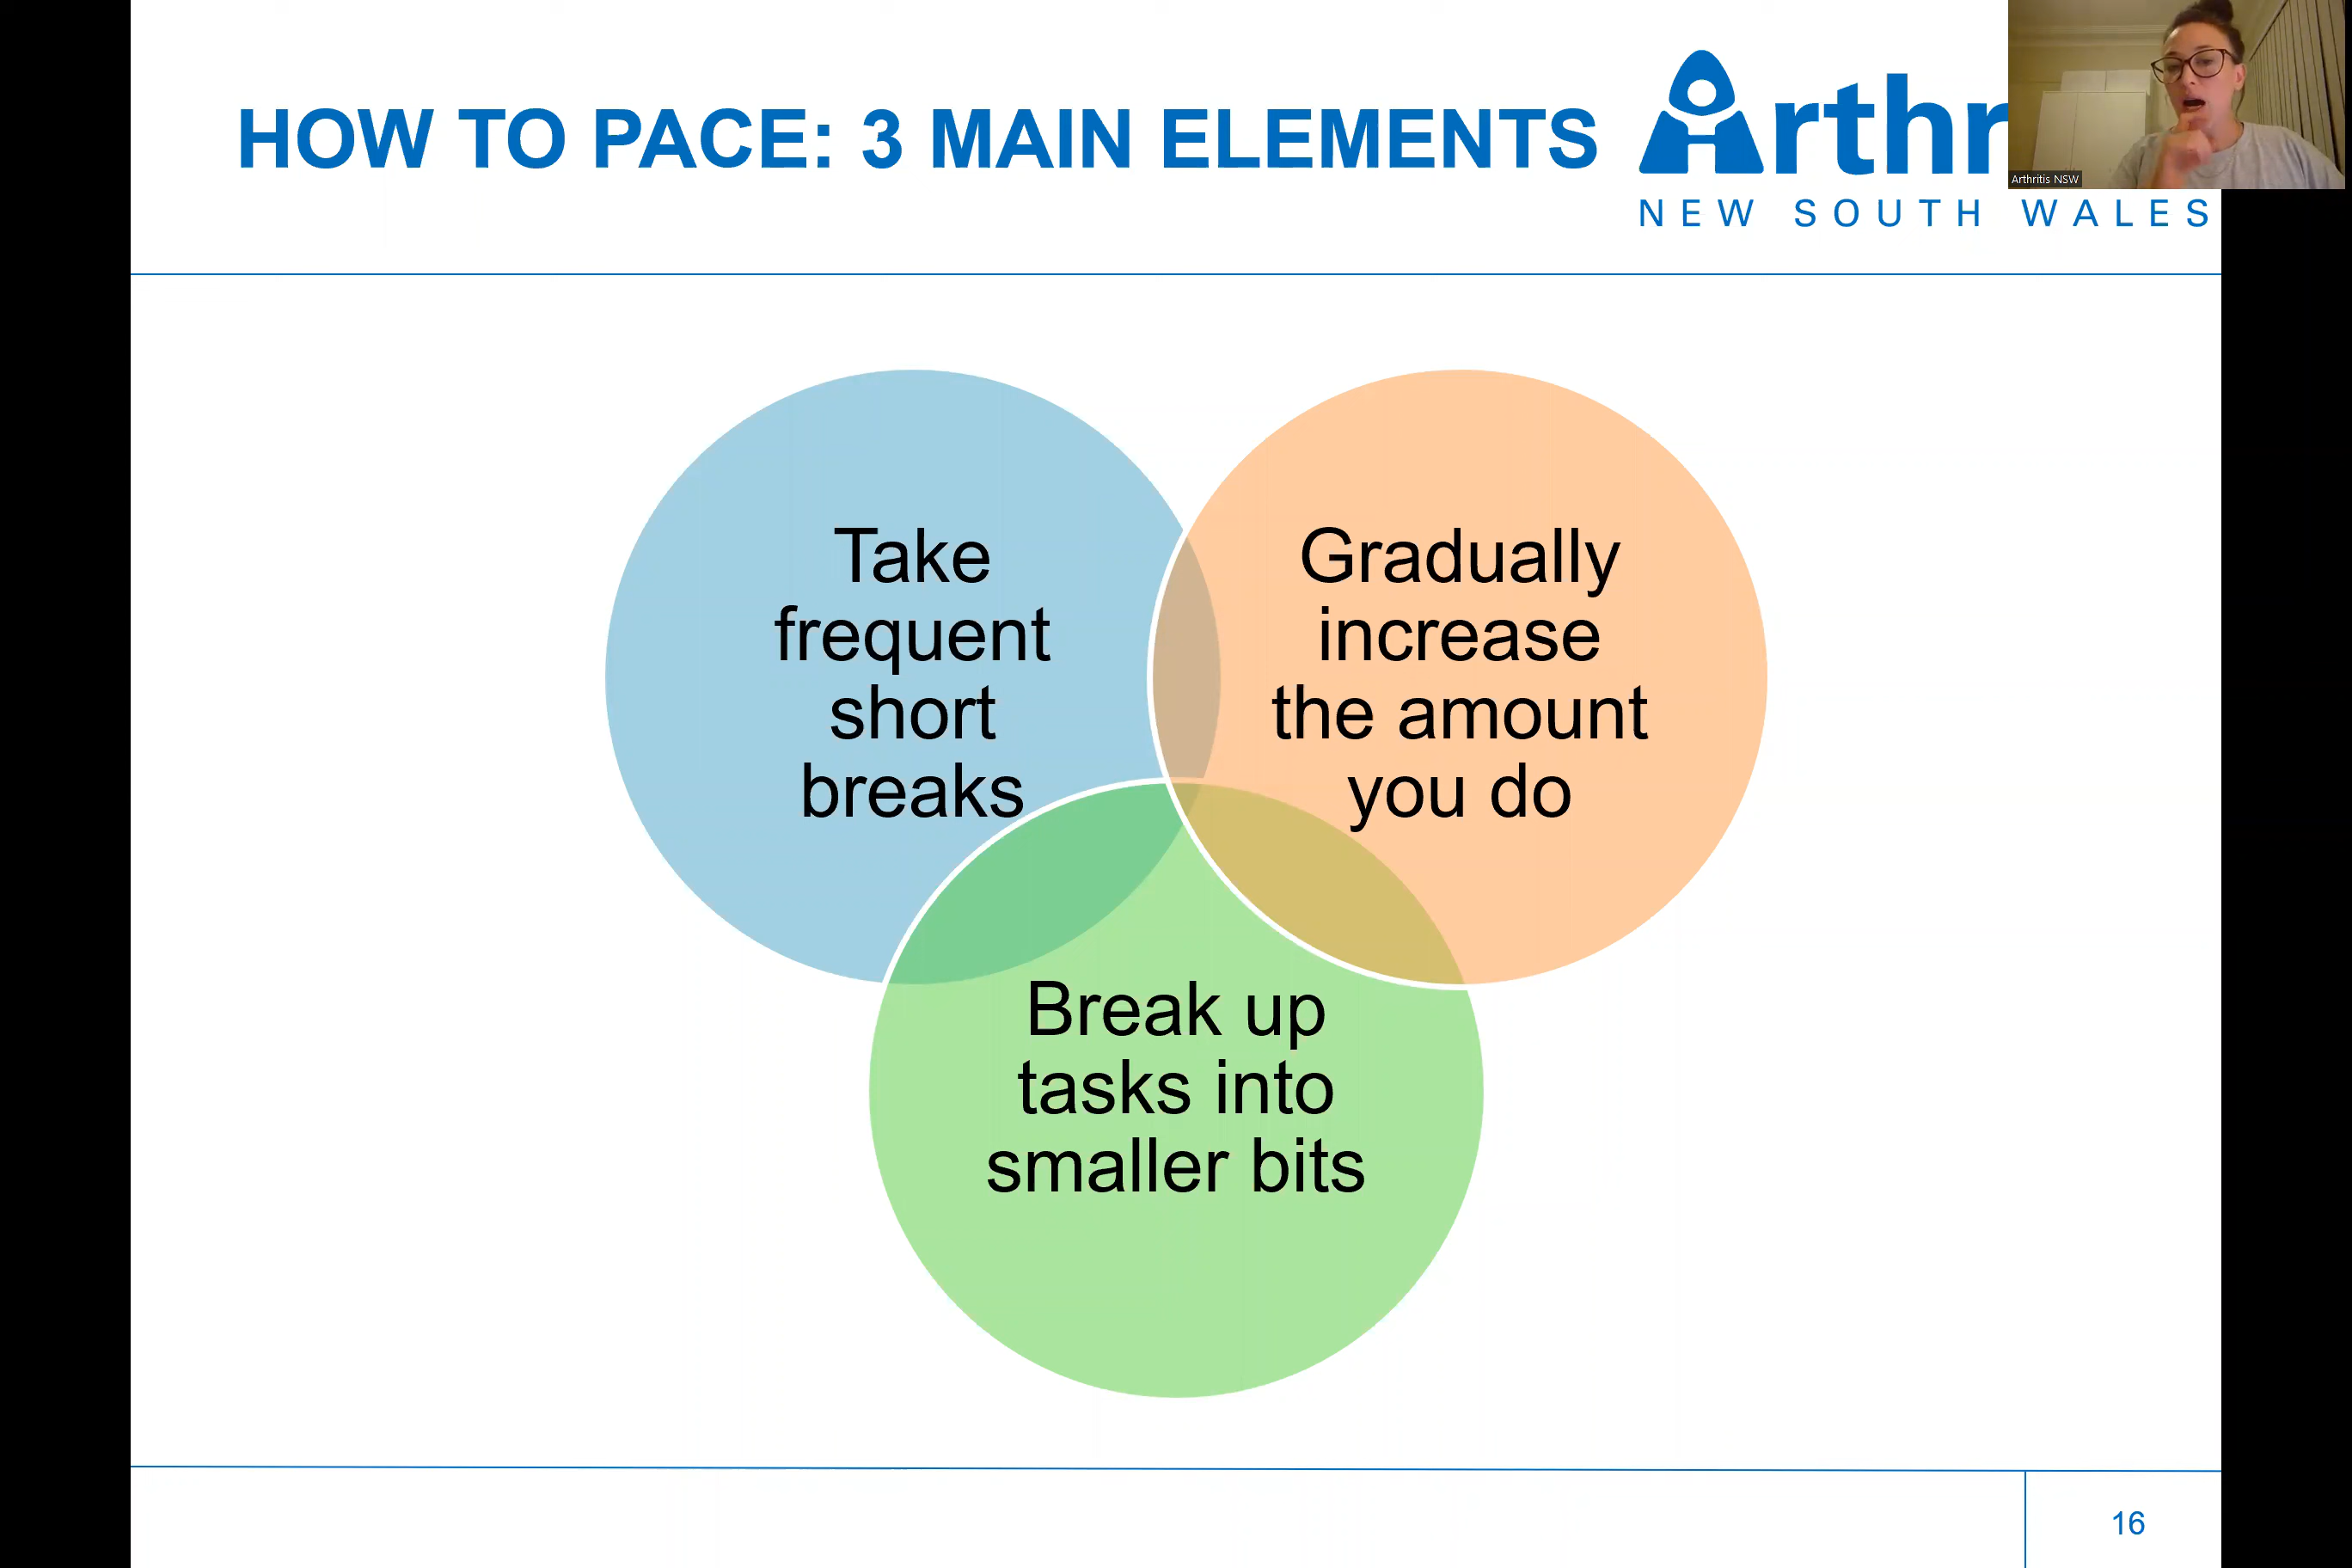 HOW TO PACE: 3 MAIN ELEMENTS
Arthr
NEW SOUTH WALES
Arthritis NSW
Take
frequent
short
breaks
Gradually
increase
the amount
you do
Break up
tasks into
smaller bits
16